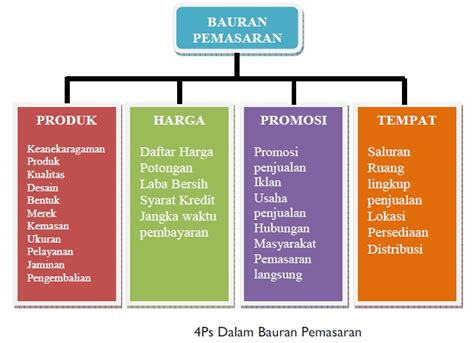 BAURAN
PEMASARAN
PRODUK
Keanekaragaman
Produk
Kualitas
Desain
Bentuk
Merek
Kemasan
Ukuran
Pelayanan
Jaminan
Pengembalian
HARGA
Daftar Harga
Potongan
Laba Bersih
Syarat Kredit
Jangka waktu
pembayaran
PROMOSI
Promosi
penjualan
Iklan
Usaha
penjualan
Hubungan
Masyarakat
Pemasaran
langsung
TEMPAT
Saluran
Ruang
lingkup
penjualan
Lokasi
Persediaan
Distribusi
4Ps Dalam Bauran Pemasaran